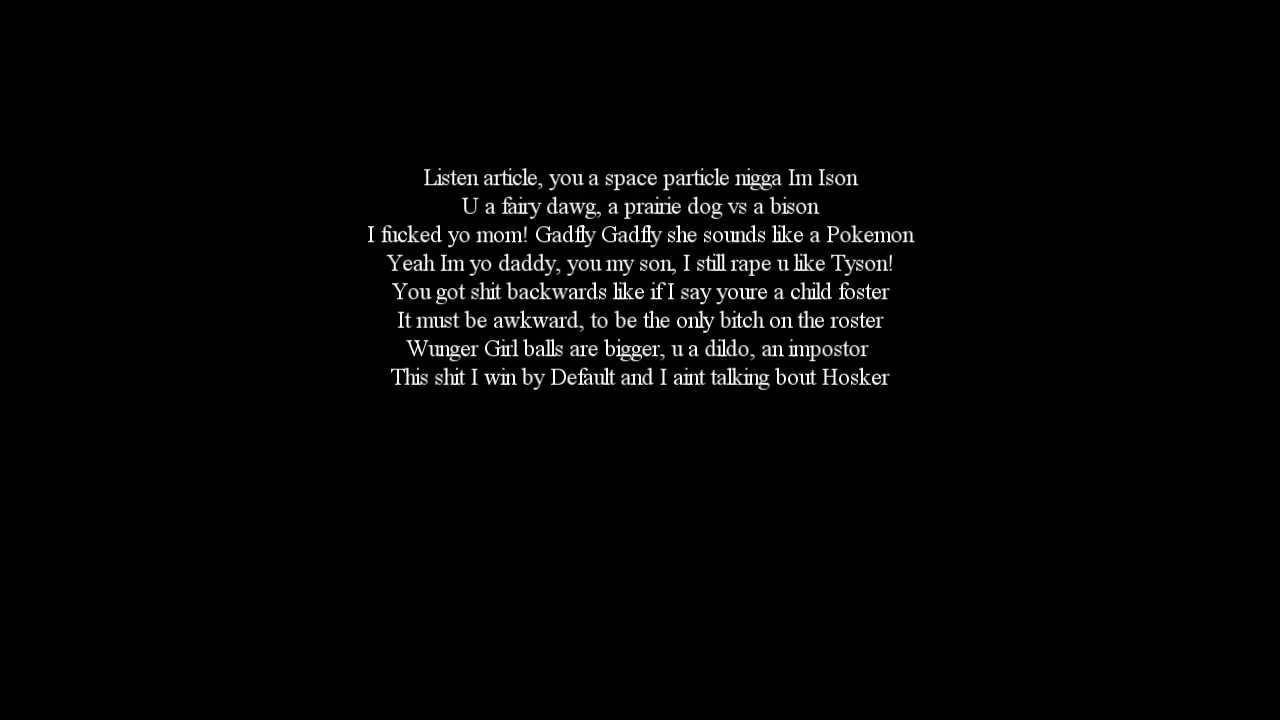 Listen article, you a space particle nigga Im Ison
U a fairy dawg, a prairie dog vs a bison
I fucked yo mom! Gadfly Gadfly she sounds like a Pokemon
Yeah Im yo daddy, you my son, I still rape u like Tyson!
You got shit backwards like if I say youre a child foster
It must be awkward, to be the only bitch on the roster
Wunger Girl balls are bigger, u a dildo, an impostor
This shit I win by Default and I aint talking bout Hosker